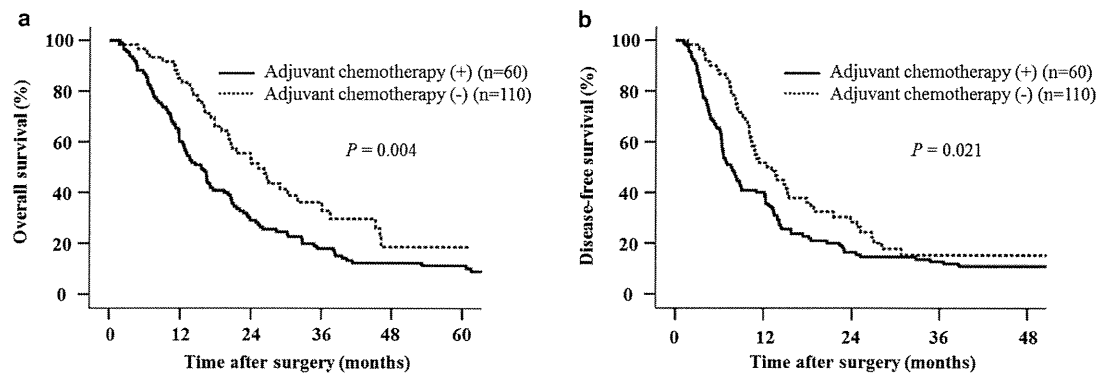 a
Overall survival (%)
100
80
60
40
20
0
Adjuvant chemotherapy (+) (n=60)
Adjuvant chemotherapy (-) (n=110)
P = 0.004
0 12 24 36 48 60
Time after surgery (months)
b
Disease-free survival (%)
100
80
60
40
20
0
Adjuvant chemotherapy (+) (n=60)
Adjuvant chemotherapy (-) (n=110)
P = 0.021
0 12 24 36 48
Time after surgery (months)